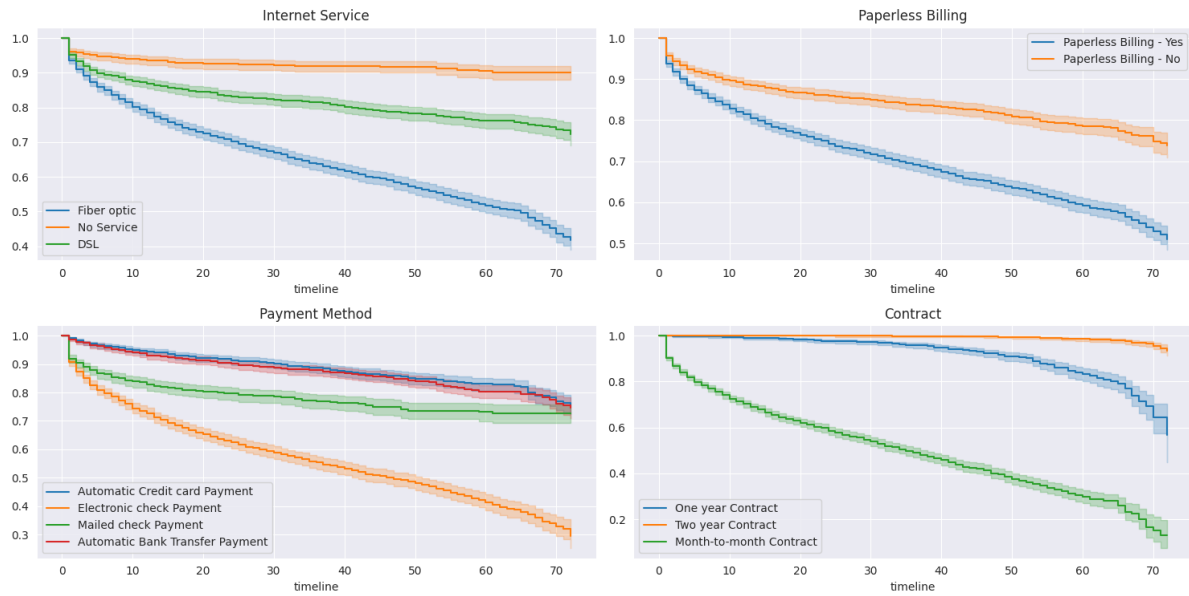 Internet Service
1.0
0.9
0.8
0.7
0.6
0.5
0.4
Fiber optic
No Service
DSL
0 10 20 30 40 50 60 70
timeline
Paperless Billing
1.0
0.9
0.8
0.7
0.6
0.5
Paperless Billing - Yes
Paperless Billing - No
0 10 20 30 40 50 60 70
timeline
Payment Method
1.0
0.9
0.8
0.7
0.6
0.5
0.4
0.3
Automatic Credit card Payment
Electronic check Payment
Mailed check Payment
Automatic Bank Transfer Payment
0 10 20 30 40 50 60 70
timeline
Contract
1.0
0.8
0.6
0.4
0.2
One year Contract
Two year Contract
Month-to-month Contract
0 10 20 30 40 50 60 70
timeline